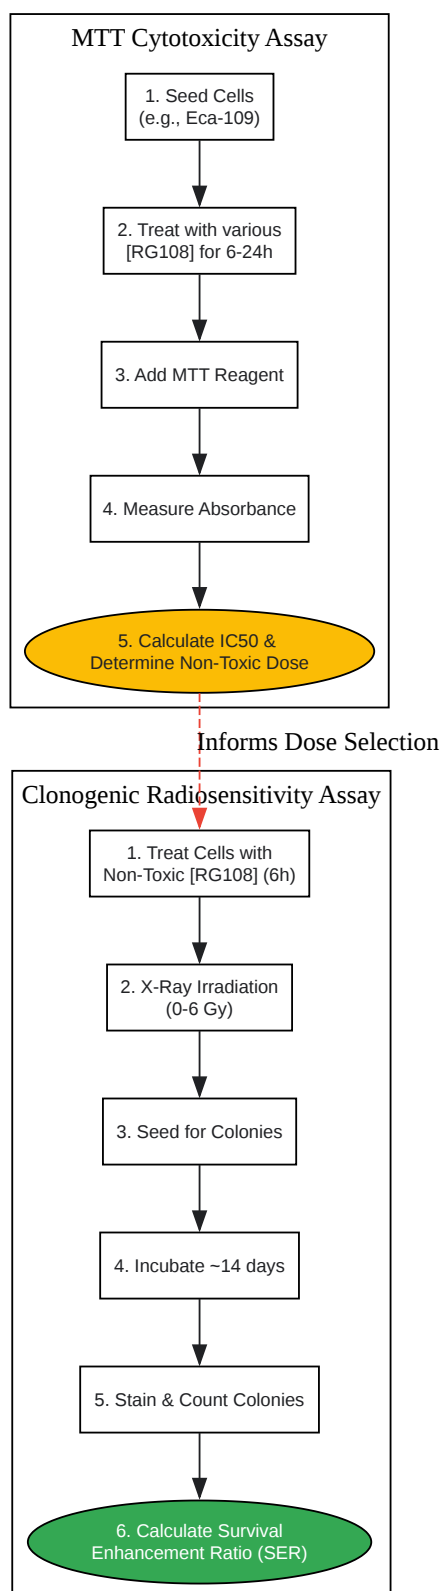 MTT Cytotoxicity Assay
1. Seed Cells
(e.g., Eca-109)
2. Treat with various
[RG108] for 6-24h
3. Add MTT Reagent
4. Measure Absorbance
5. Calculate IC50 &
Determine Non-Toxic Dose
Informs Dose Selection
Clonogenic Radiosensitivity Assay
1. Treat Cells with
Non-Toxic [RG108] (6h)
2. X-Ray Irradiation
(0-6 Gy)
3. Seed for Colonies
4. Incubate ~14 days
5. Stain & Count Colonies
6. Calculate Survival
Enhancement Ratio (SER)